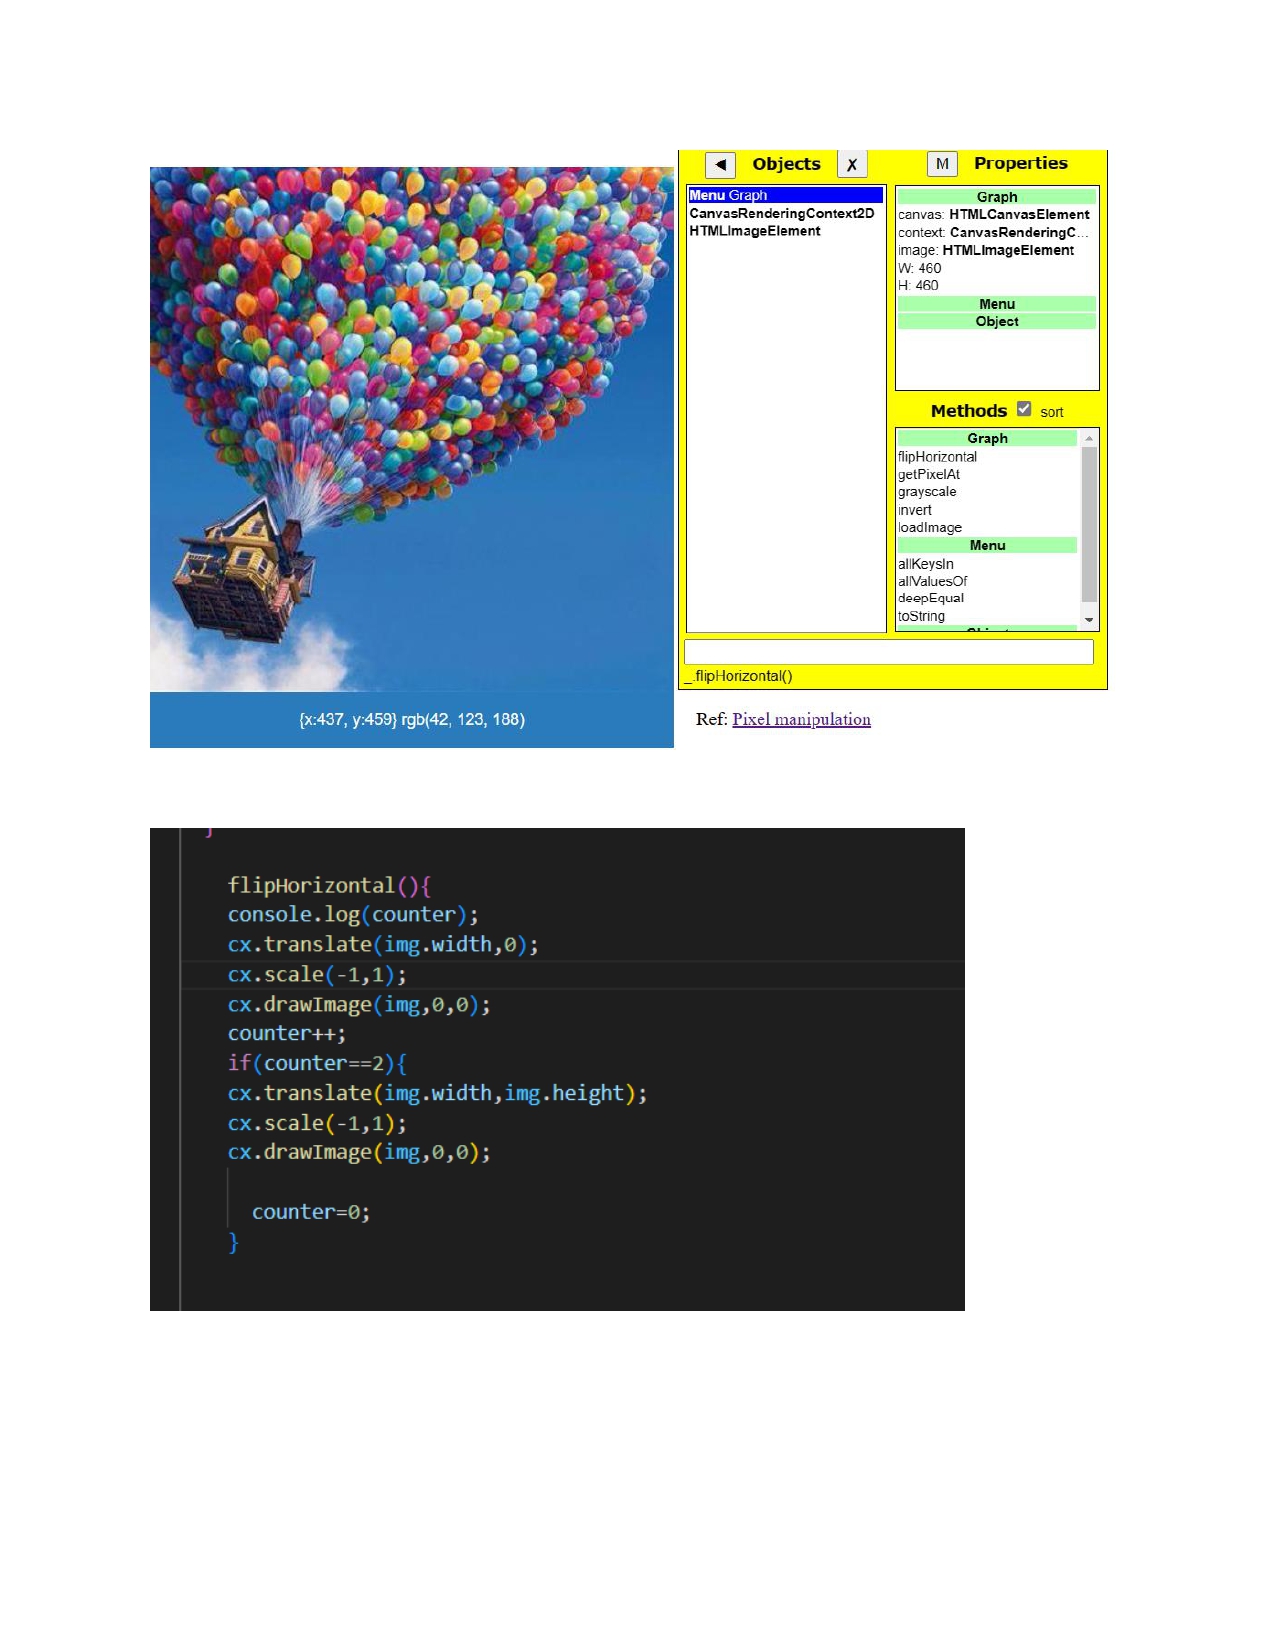 ◄ Objects ✗ M Properties
Menu Graph
CanvasRenderingContext2D
HTMLImageElement
Graph
canvas: HTMLCanvasElement
context: CanvasRenderingC...
image: HTMLImageElement
W: 460
H: 460
Menu
Object
Methods sort
Graph
flipHorizontal
getPixelAt
grayscale
invert
loadImage
Menu
allKeysIn
allValuesOf
deepEqual
toString
_.flipHorizontal()
{x:437, y:459} rgb(42, 123, 188)
Ref: Pixel manipulation
}
flipHorizontal(){
console.log(counter);
cx.translate(img.width,0);
cx.scale(-1,1);
cx.drawImage(img,0,0);
counter++;
if(counter==2){
cx.translate(img.width,img.height);
cx.scale(-1,1);
cx.drawImage(img,0,0);
counter=0;
}